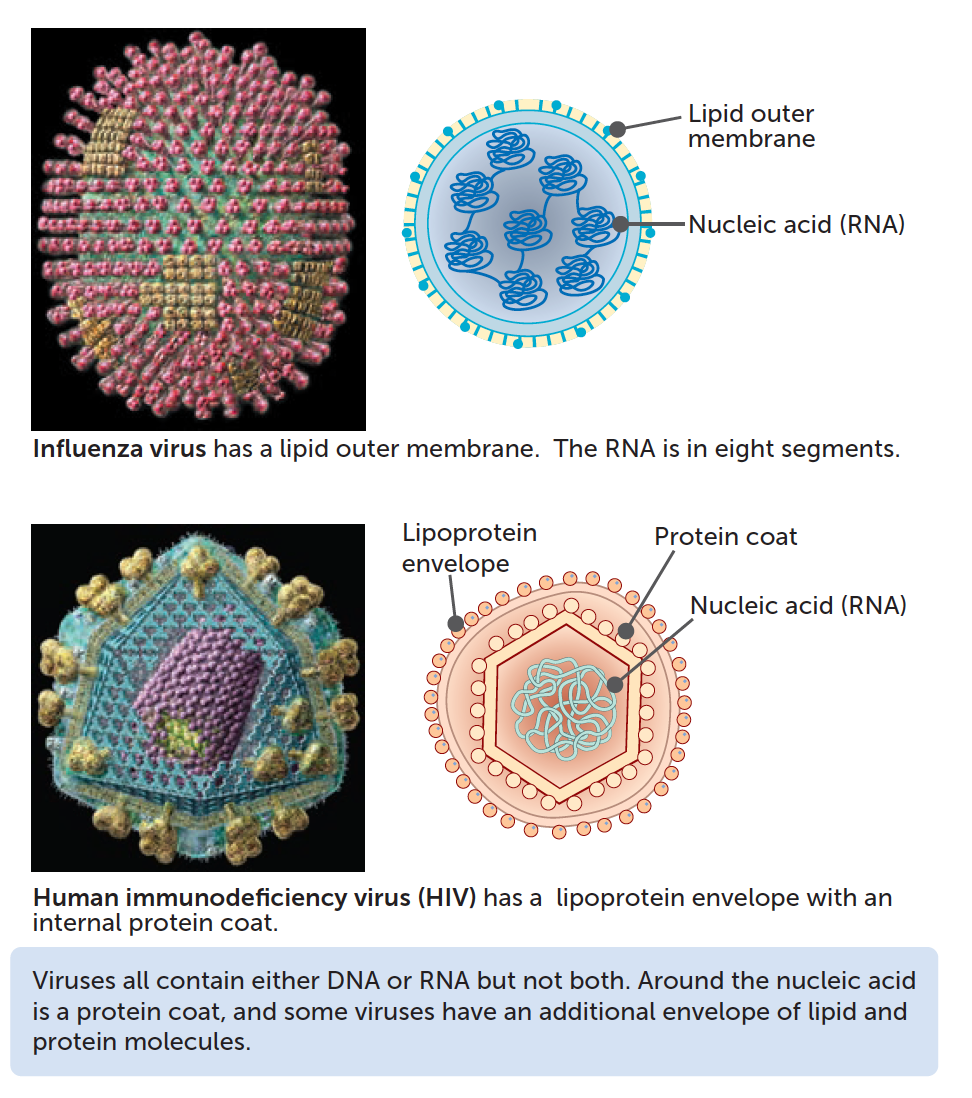 Lipid outer
membrane
Nucleic acid (RNA)
Influenza virus has a lipid outer membrane.  The RNA is in eight segments.
Lipoprotein
envelope
Protein coat
Nucleic acid (RNA)
Human immunodeficiency virus (HIV) has a  lipoprotein envelope with an
internal protein coat.
Viruses all contain either DNA or RNA but not both. Around the nucleic acid
is a protein coat, and some viruses have an additional envelope of lipid and
protein molecules.